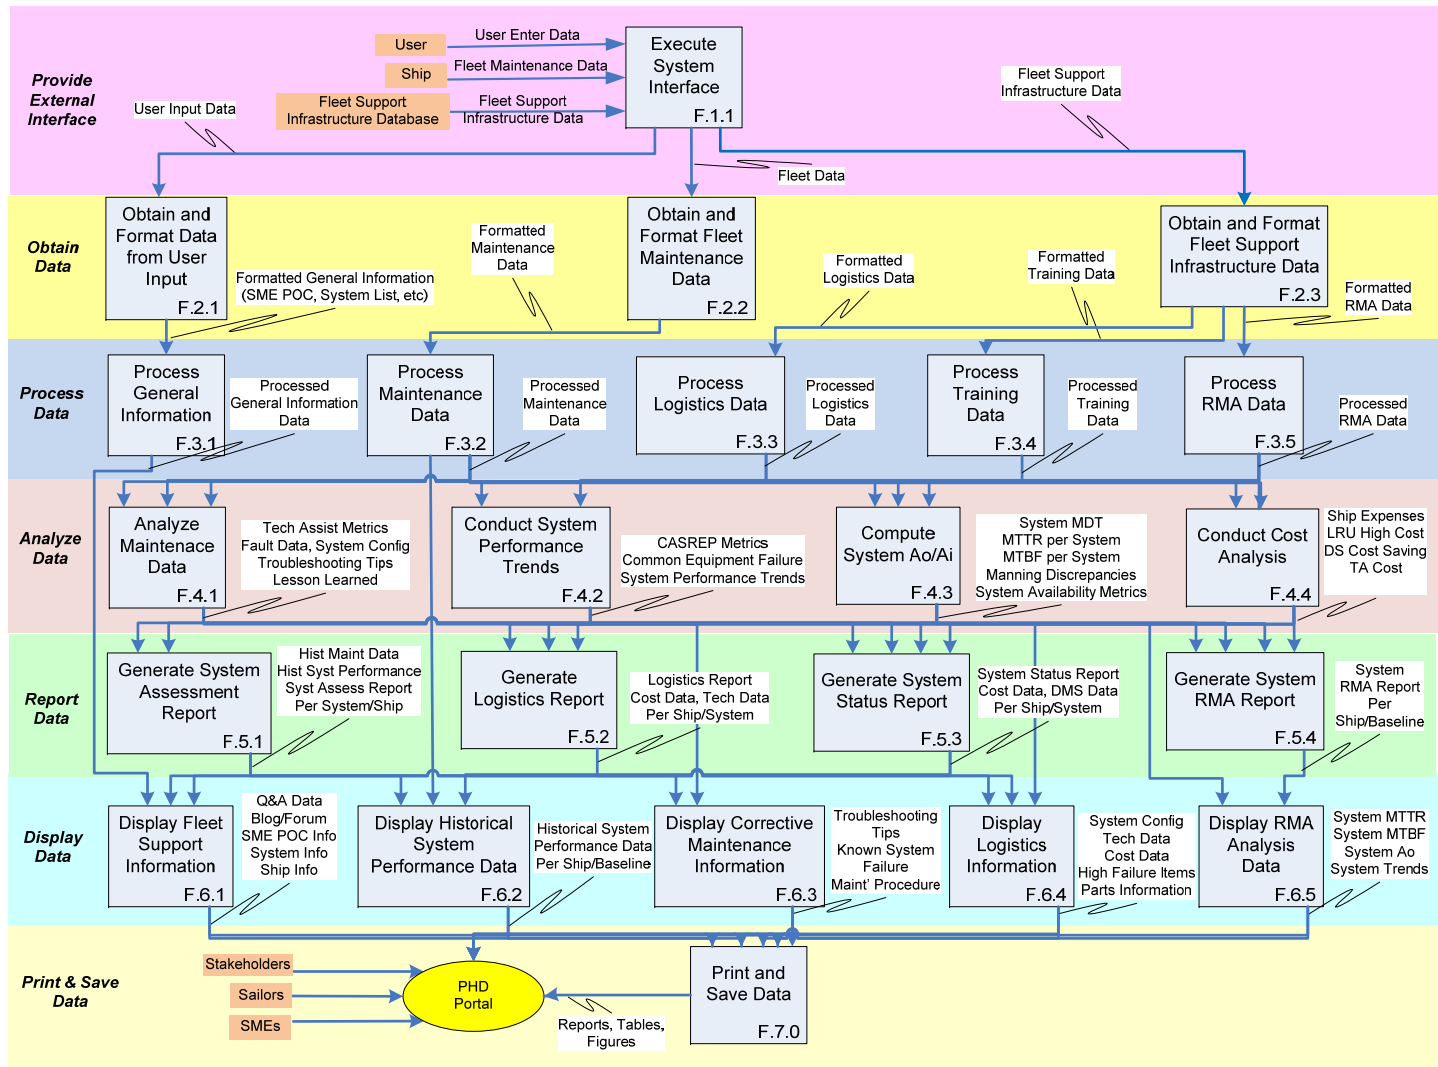 Provide
External
Interface
User
User Enter Data
Ship
Fleet Maintenance Data
Fleet Support
Infrastructure Database
Fleet Support
Infrastructure Data
Execute
System
Interface
F.1.1
User Input Data
Fleet Data
Fleet Support
Infrastructure Data
Obtain
Data
Obtain and
Format Data
from User
Input
F.2.1
Formatted General Information
(SME POC, System List, etc)
Formatted
Maintenance
Data
Obtain and
Format Fleet
Maintenance
Data
F.2.2
Formatted
Logistics Data
Formatted
Training Data
Obtain and Format
Fleet Support
Infrastructure Data
F.2.3
Formatted
RMA Data
Process
Data
Process
General
Information
F.3.1
Processed
General Information
Data
Process
Maintenance
Data
F.3.2
Processed
Maintenance
Data
Process
Logistics Data
F.3.3
Processed
Logistics
Data
Process
Training
Data
F.3.4
Processed
Training
Data
Process
RMA Data
F.3.5
Processed
RMA Data
Analyze
Data
Analyze
Maintenace
Data
F.4.1
Tech Assist Metrics
Fault Data, System Config
Troubleshooting Tips
Lesson Learned
Conduct System
Performance
Trends
F.4.2
CASREP Metrics
Common Equipment Failure
System Performance Trends
Compute
System Ao/Ai
F.4.3
System MDT
MTTR per System
MTBF per System
Manning Discrepancies
System Availability Metrics
Conduct Cost
Analysis
F.4.4
Ship Expenses
LRU High Cost
DS Cost Saving
TA Cost
Report
Data
Generate System
Assessment
Report
F.5.1
Hist Maint Data
Hist Syst Performance
Syst Assess Report
Per System/Ship
Generate
Logistics Report
F.5.2
Logistics Report
Cost Data, Tech Data
Per Ship/System
Generate System
Status Report
F.5.3
System Status Report
Cost Data, DMS Data
Per Ship/System
Generate System
RMA Report
F.5.4
System
RMA Report
Per
Ship/Baseline
Display
Data
Display Fleet
Support
Information
F.6.1
Q&A Data
Blog/Forum
SME POC Info
System Info
Ship Info
Display Historical
System
Performance Data
F.6.2
Historical System
Performance Data
Per Ship/Baseline
Display Corrective
Maintenance
Information
F.6.3
Troubleshooting
Tips
Known System
Failure
Maint' Procedure
Display
Logistics
Information
F.6.4
System Config
Tech Data
Cost Data
High Failure Items
Parts Information
Display RMA
Analysis
Data
F.6.5
System MTTR
System MTBF
System Ao
System Trends
Print & Save
Data
Stakeholders
Sailors
SMEs
PHD
Portal
Reports, Tables,
Figures
Print and
Save Data
F.7.0